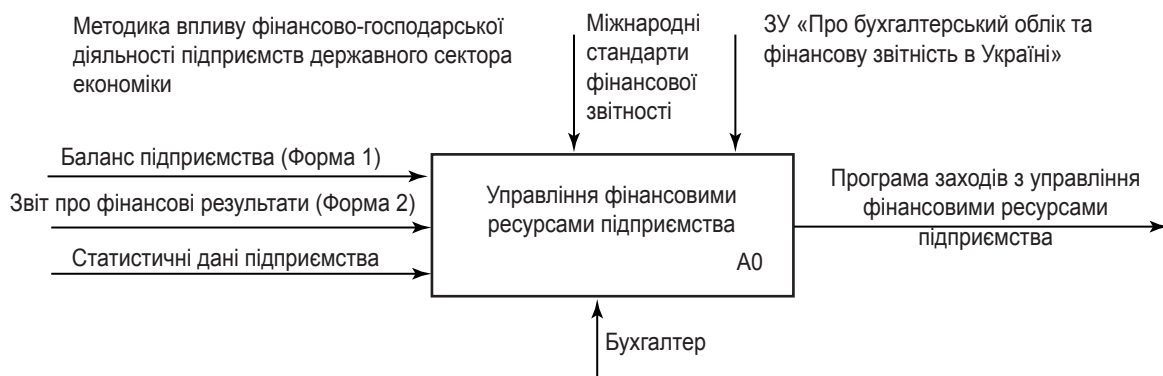 Методика впливу фінансово-господарської
діяльності підприємств державного сектора
економіки
Міжнародні
стандарти
фінансової
звітності
ЗУ «Про бухгалтерський облік та
фінансову звітність в Україні»
Баланс підприємства (Форма 1)
Звіт про фінансові результати (Форма 2)
Статистичні дані підприємства
Управління фінансовими
ресурсами підприємства
А0
Програма заходів з управління
фінансовими ресурсами
підприємства
Бухгалтер